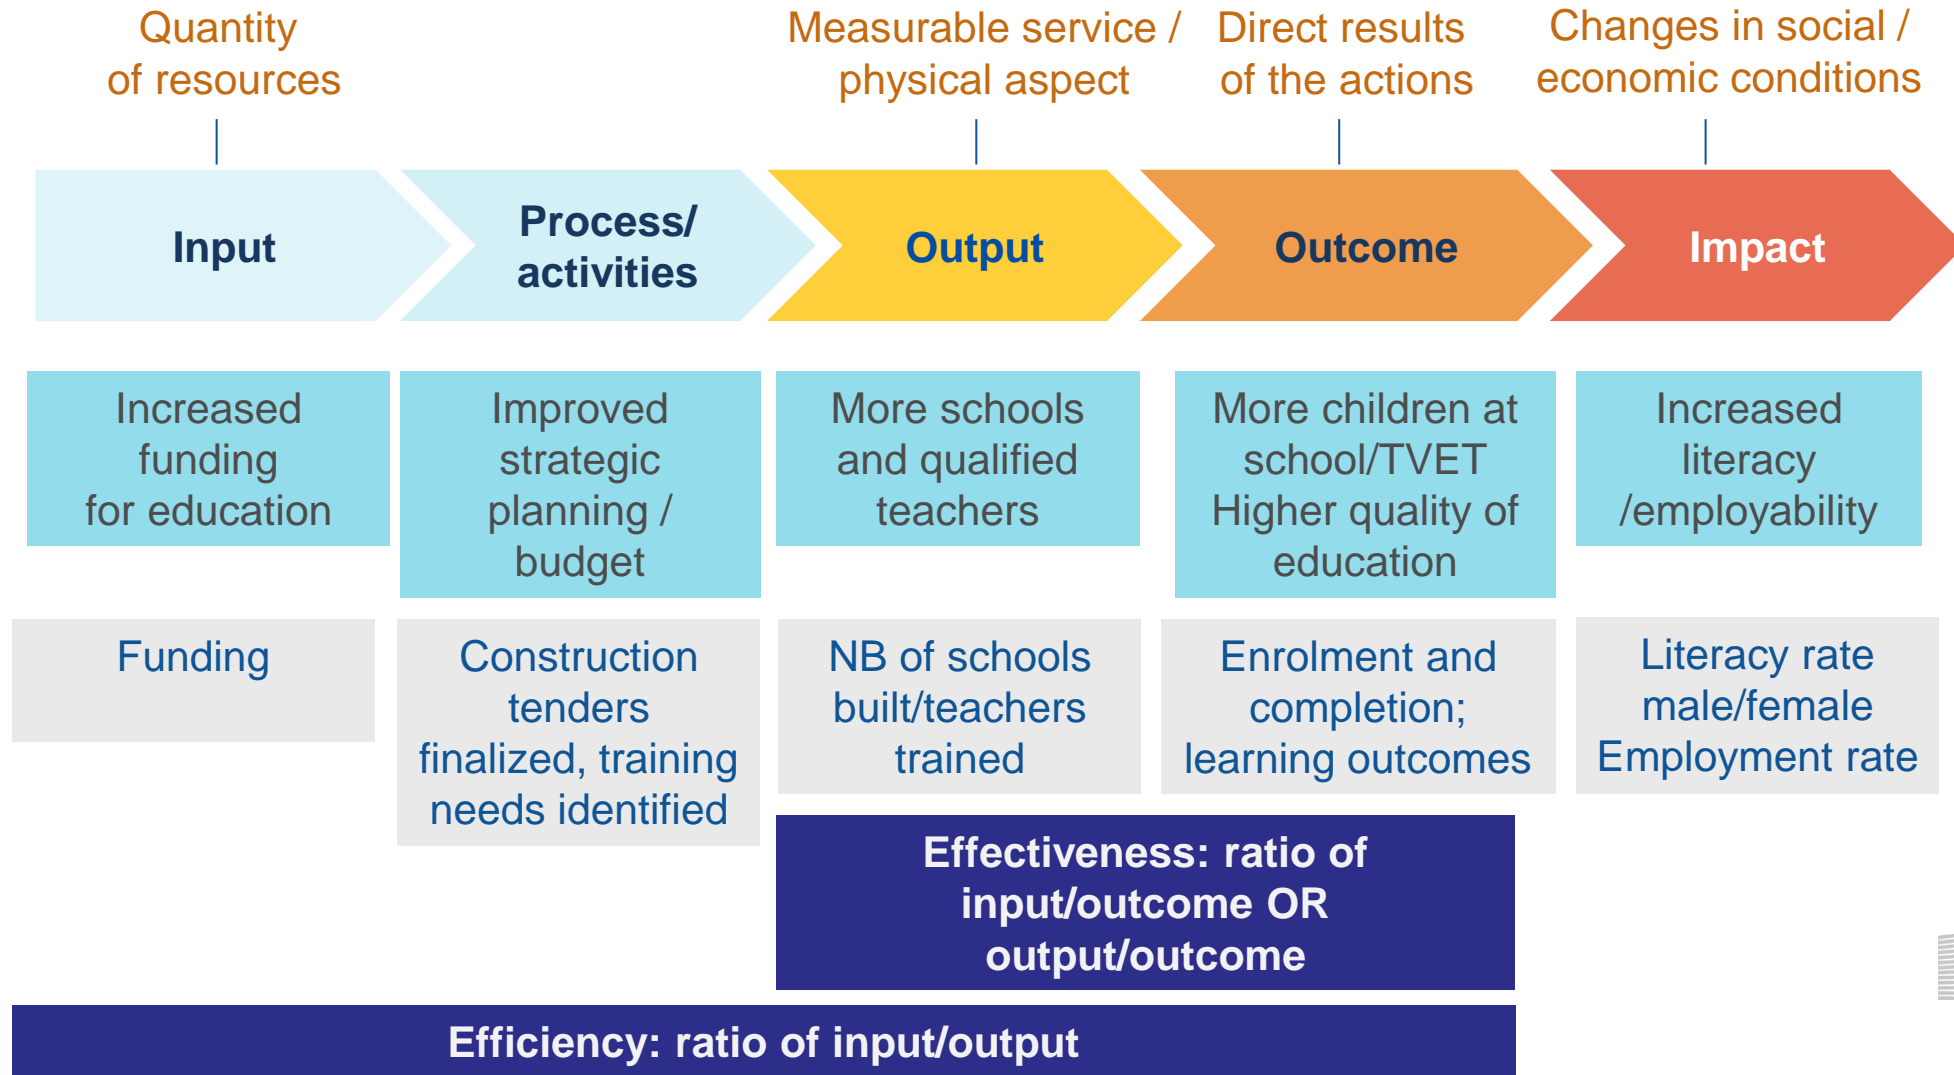 Quantity
of resources
Measurable service /
physical aspect
Direct results
of the actions
Changes in social /
economic conditions
Input
Process/
activities
Output
Outcome
Impact
Increased
funding
for education
Improved
strategic
planning /
budget
More schools
and qualified
teachers
More children at
school/TVET
Higher quality of
education
Increased
literacy
/employability
Funding
Construction
tenders
finalized, training
needs identified
NB of schools
built/teachers
trained
Enrolment and
completion;
learning outcomes
Literacy rate
male/female
Employment rate
Effectiveness: ratio of
input/outcome OR
output/outcome
Efficiency: ratio of input/output